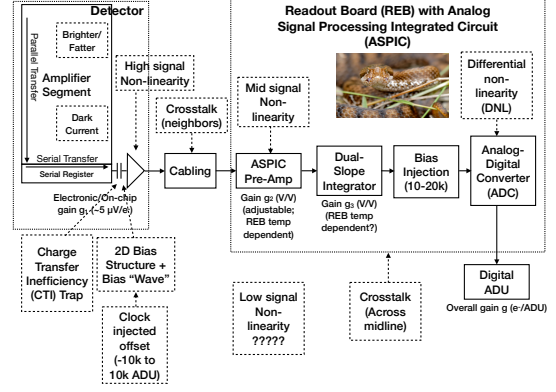 Detector
Readout Board (REB) with Analog
Signal Processing Integrated Circuit
(ASPIC)
Parallel Transfer
Brighter/
Fatter
Amplifier
Segment
Dark
Current
Serial Transfer
Serial Register
High signal
Non-linearity
Crosstalk
(neighbors)
Mid signal
Non-
linearity
Differential
non-
linearity
(DNL)
Cabling
ASPIC
Pre-Amp
Dual-
Slope
Integrator
Bias
Injection
(10-20k)
Analog-
Digital
Converter
(ADC)
Electronic/On-chip
gain g₁ (~5 μV/e-)
Gain g₂ (V/V)
(adjustable;
REB temp
dependent)
Gain g₃ (V/V)
(REB temp
dependent?)
Charge
Transfer
Inefficiency
(CTI) Trap
2D Bias
Structure +
Bias "Wave"
Clock
injected
offset
(-10k to
10k ADU)
Low signal
Non-
linearity
?????
Crosstalk
(Across
midline)
Digital
ADU
Overall gain g (e-/ADU)